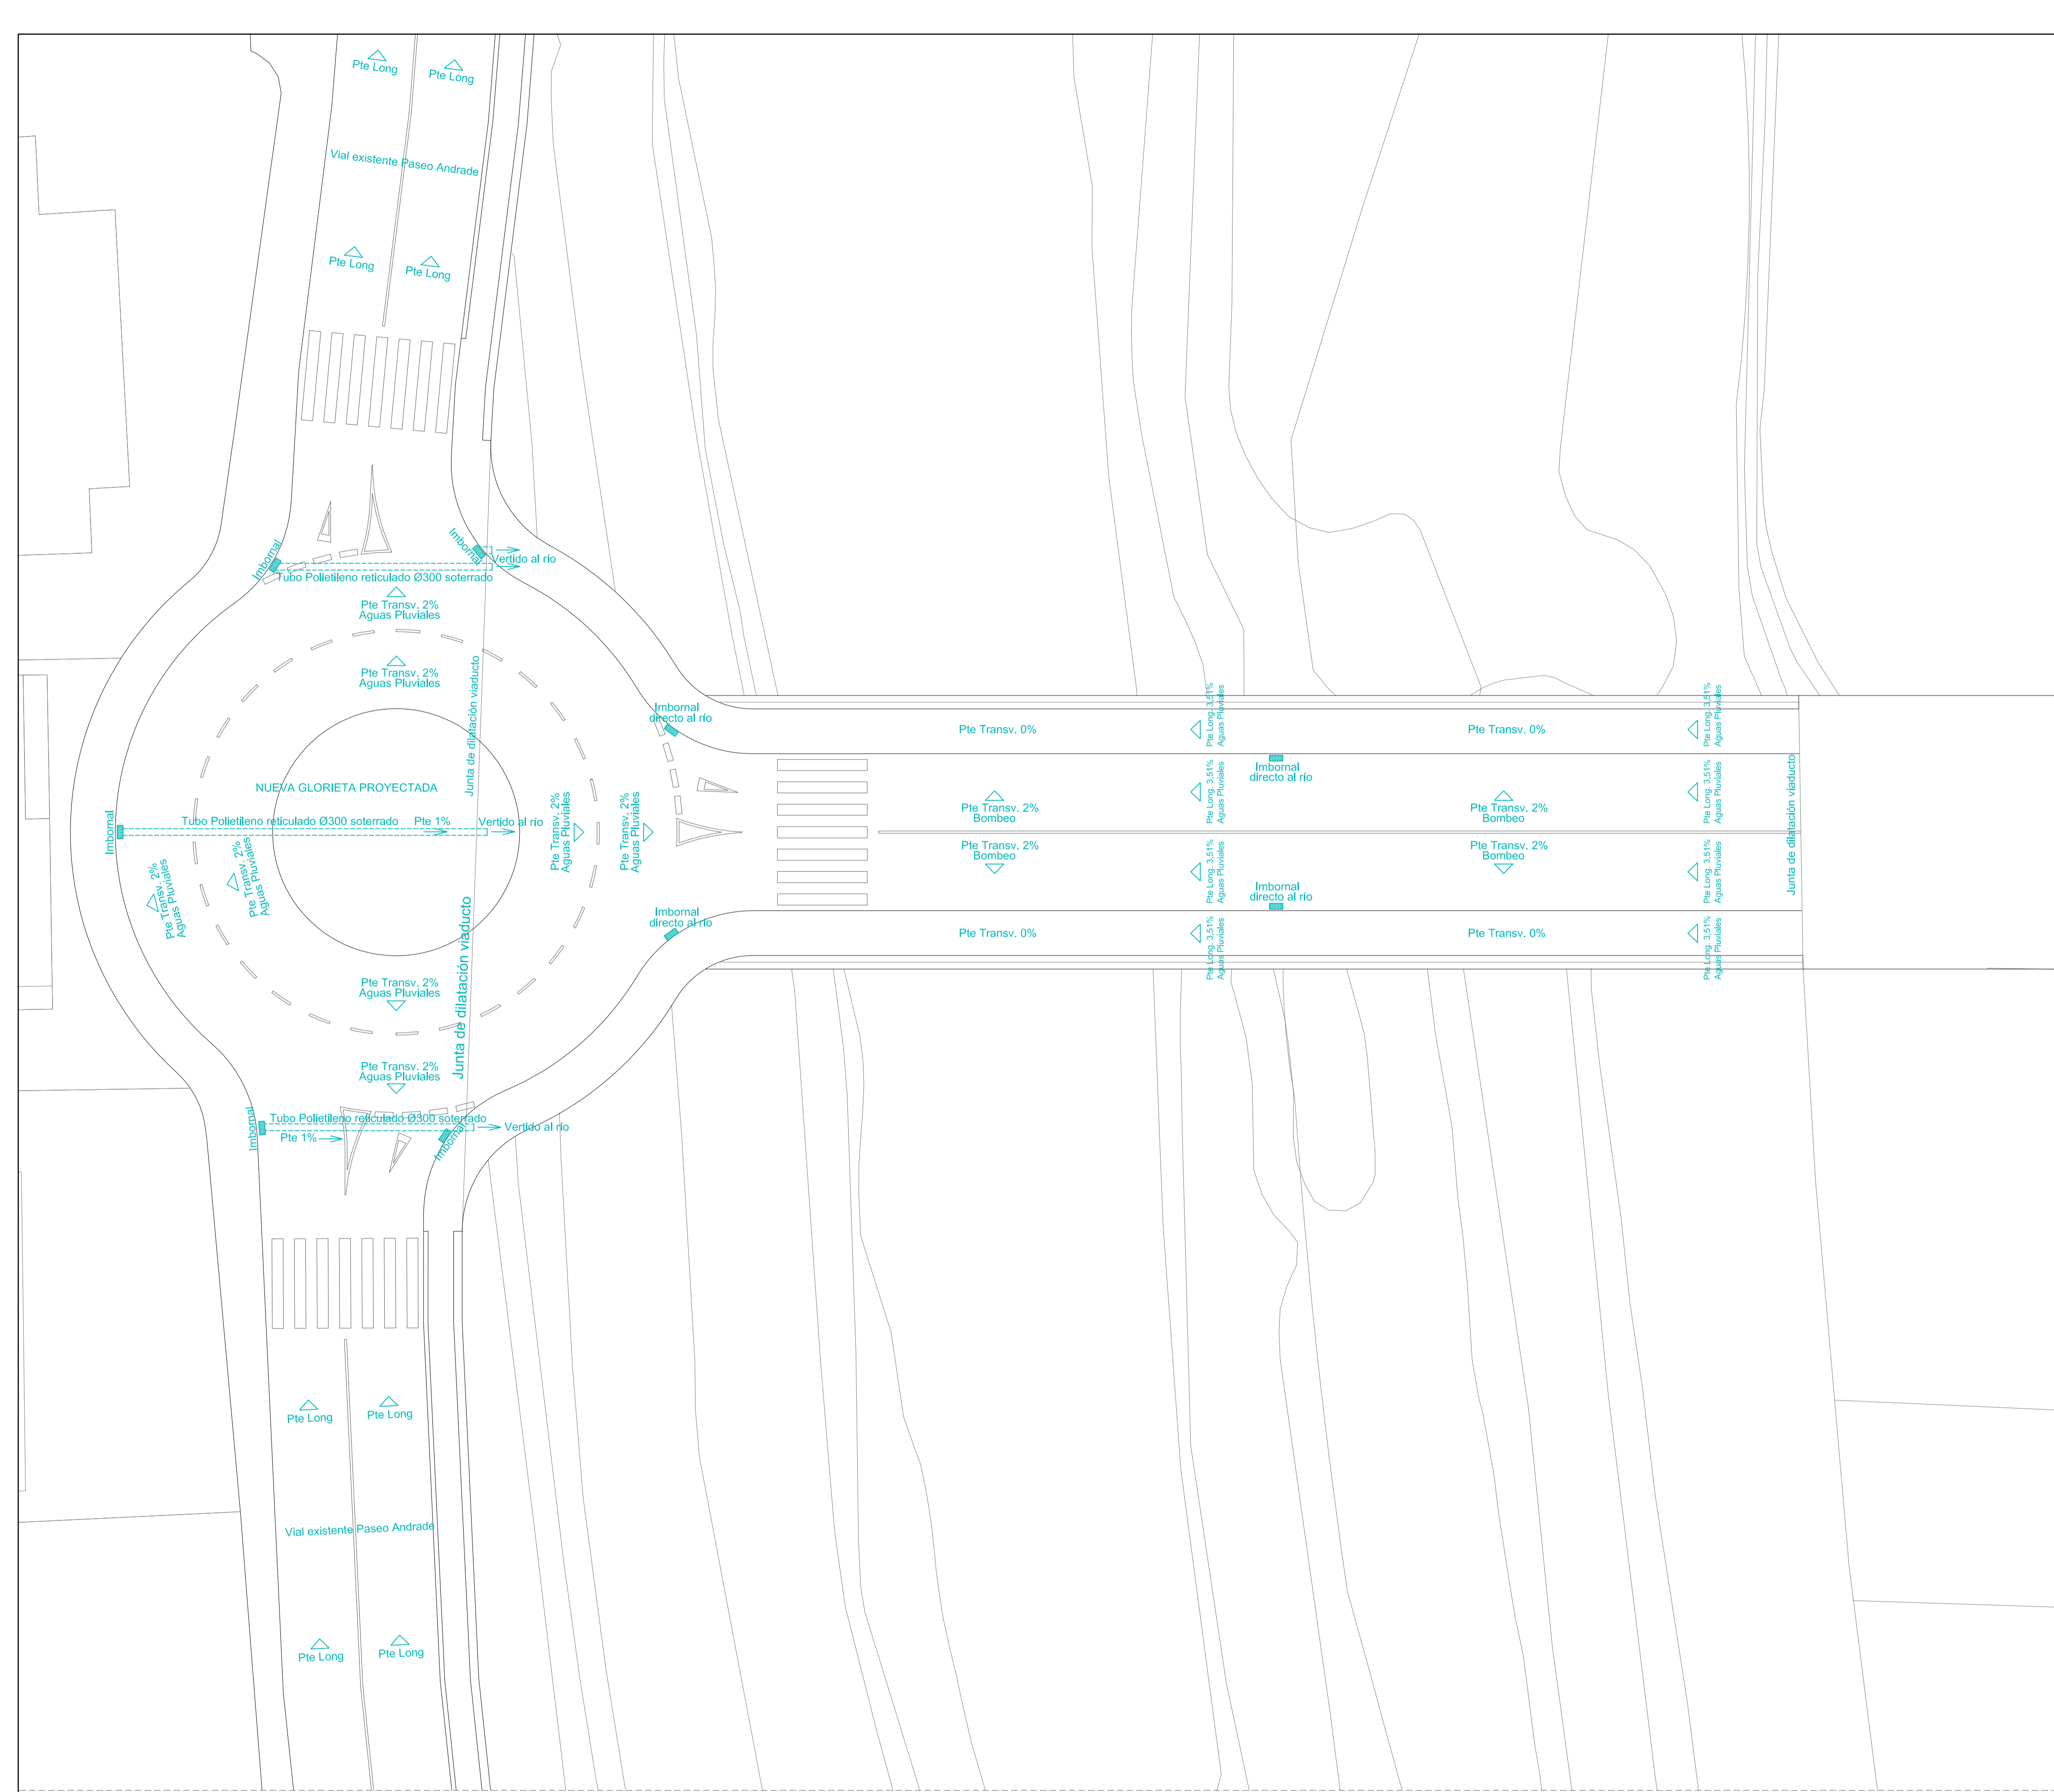 Pte Long
Pte Long
Vial existente Paseo Andrade
Pte Long
Pte Long
Imbornal
Imbornal
Vertido al río
Tubo Polietileno reticulado Ø300 soterrado
Pte Transv. 2%
Aguas Pluviales
Pte Transv. 2%
Aguas Pluviales
Junta de dilatación viaducto
Imbornal
directo al río
Pte Transv. 0%
Pte Long. 3,51%
Aguas Pluviales
Pte Transv. 0%
Pte Long. 3,51%
Aguas Pluviales
NUEVA GLORIETA PROYECTADA
Imbornal
directo al río
Pte Long. 3,51%
Aguas Pluviales
Pte Long. 3,51%
Aguas Pluviales
Junta de dilatación viaducto
Pte Transv. 2%
Bombeo
Pte Transv. 2%
Bombeo
Imbornal
Tubo Polietileno reticulado Ø300 soterrado
Pte 1%
Vertido al río
Pte Transv. 2%
Aguas Pluviales
Pte Transv. 2%
Aguas Pluviales
Pte Transv. 2%
Bombeo
Pte Transv. 2%
Bombeo
Pte Long. 3,51%
Aguas Pluviales
Pte Long. 3,51%
Aguas Pluviales
Pte Transv. 2%
Aguas Pluviales
Pte Transv. 2%
Aguas Pluviales
Imbornal
directo al río
Imbornal
directo al río
Pte Transv. 0%
Pte Long. 3,51%
Aguas Pluviales
Pte Transv. 0%
Pte Long. 3,51%
Aguas Pluviales
Junta de dilatación viaducto
Pte Transv. 2%
Aguas Pluviales
Pte Transv. 2%
Aguas Pluviales
Imbornal
Tubo Polietileno reticulado Ø300 soterrado
Vertido al río
Pte 1%
Imbornal
Pte Long
Pte Long
Vial existente Paseo Andrade
Pte Long
Pte Long